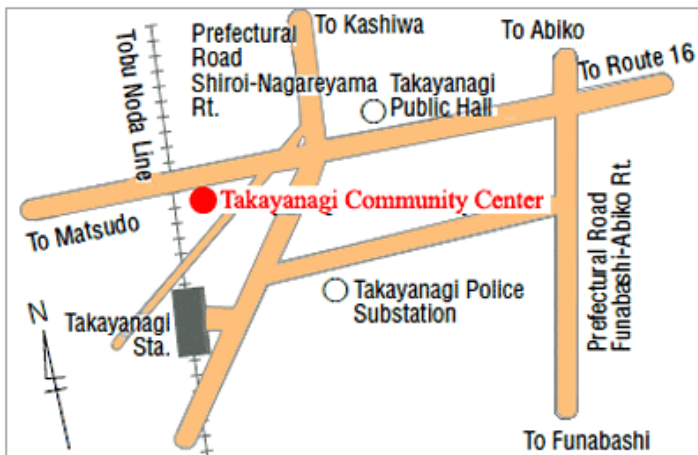 To Kashiwa
To Abiko
Prefectural
Road
Shiroi-Nagareyama
Rt.
Tobu Noda Line
Takayanagi
Public Hall
To Route 16
Takayanagi Community Center
To Matsudo
Takayanagi Police
Substation
Prefectural Road
Funabashi-Abiko Rt.
N
Takayanagi
Sta.
To Funabashi